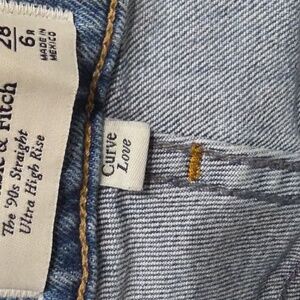 28
6R
MADE IN
MEXICO
& Fitch
The '90s Straight
Ultra High Rise
Curve
Love